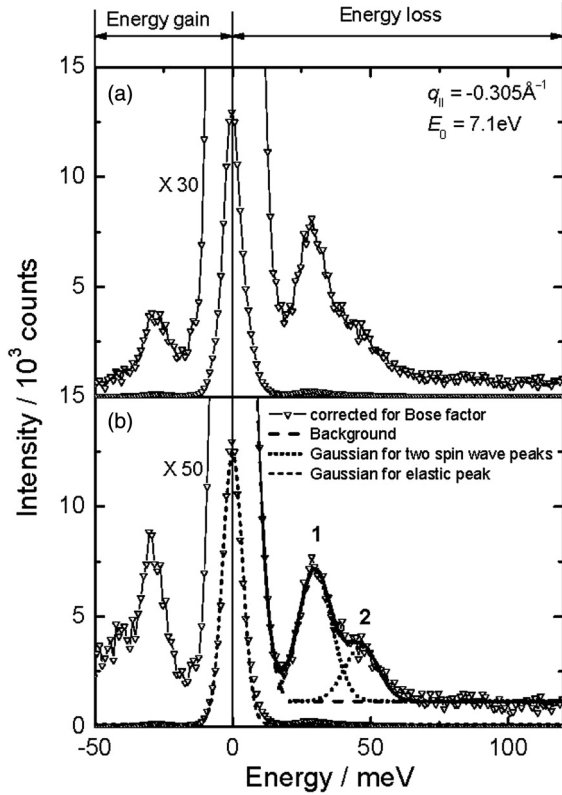 Energy gain Energy loss
15
(a)
q|| = -0.305Å⁻¹
E₀ = 7.1eV
X 30
10
5
15
(b)
corrected for Bose factor
Background
Gaussian for two spin wave peaks
Gaussian for elastic peak
X 50
10
1
2
5
0
-50 0 50 100
Energy / meV
Intensity / 10³ counts